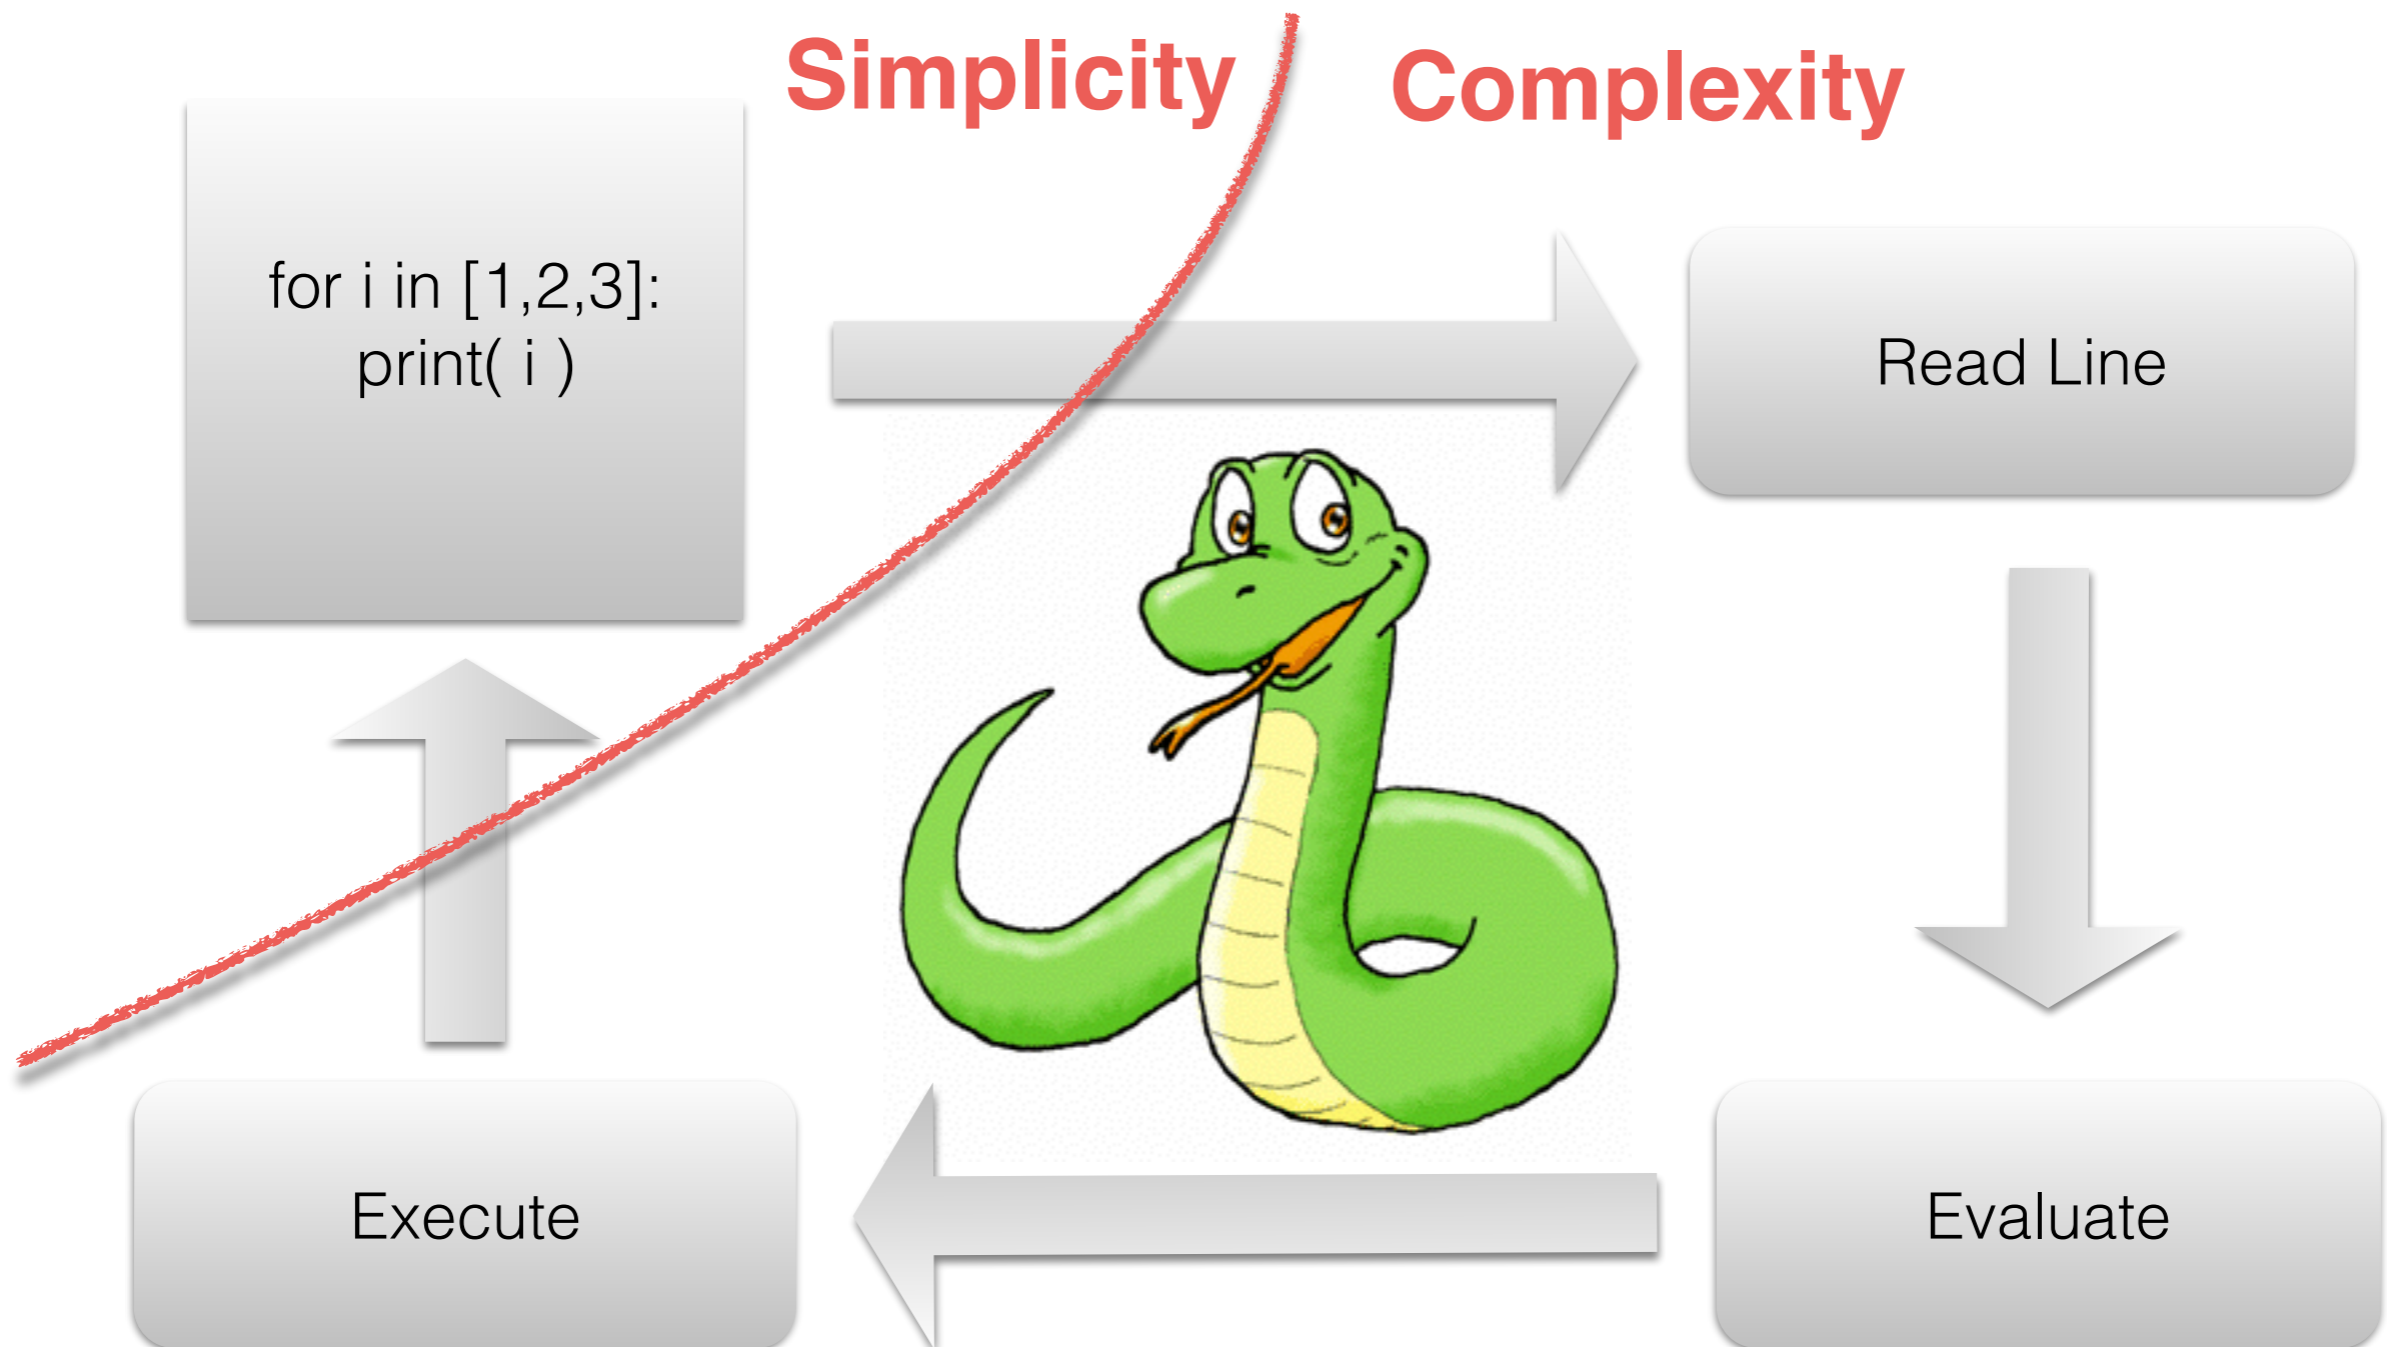 Simplicity
Complexity
for i in [1,2,3]:
print( i )
Read Line
Execute
Evaluate